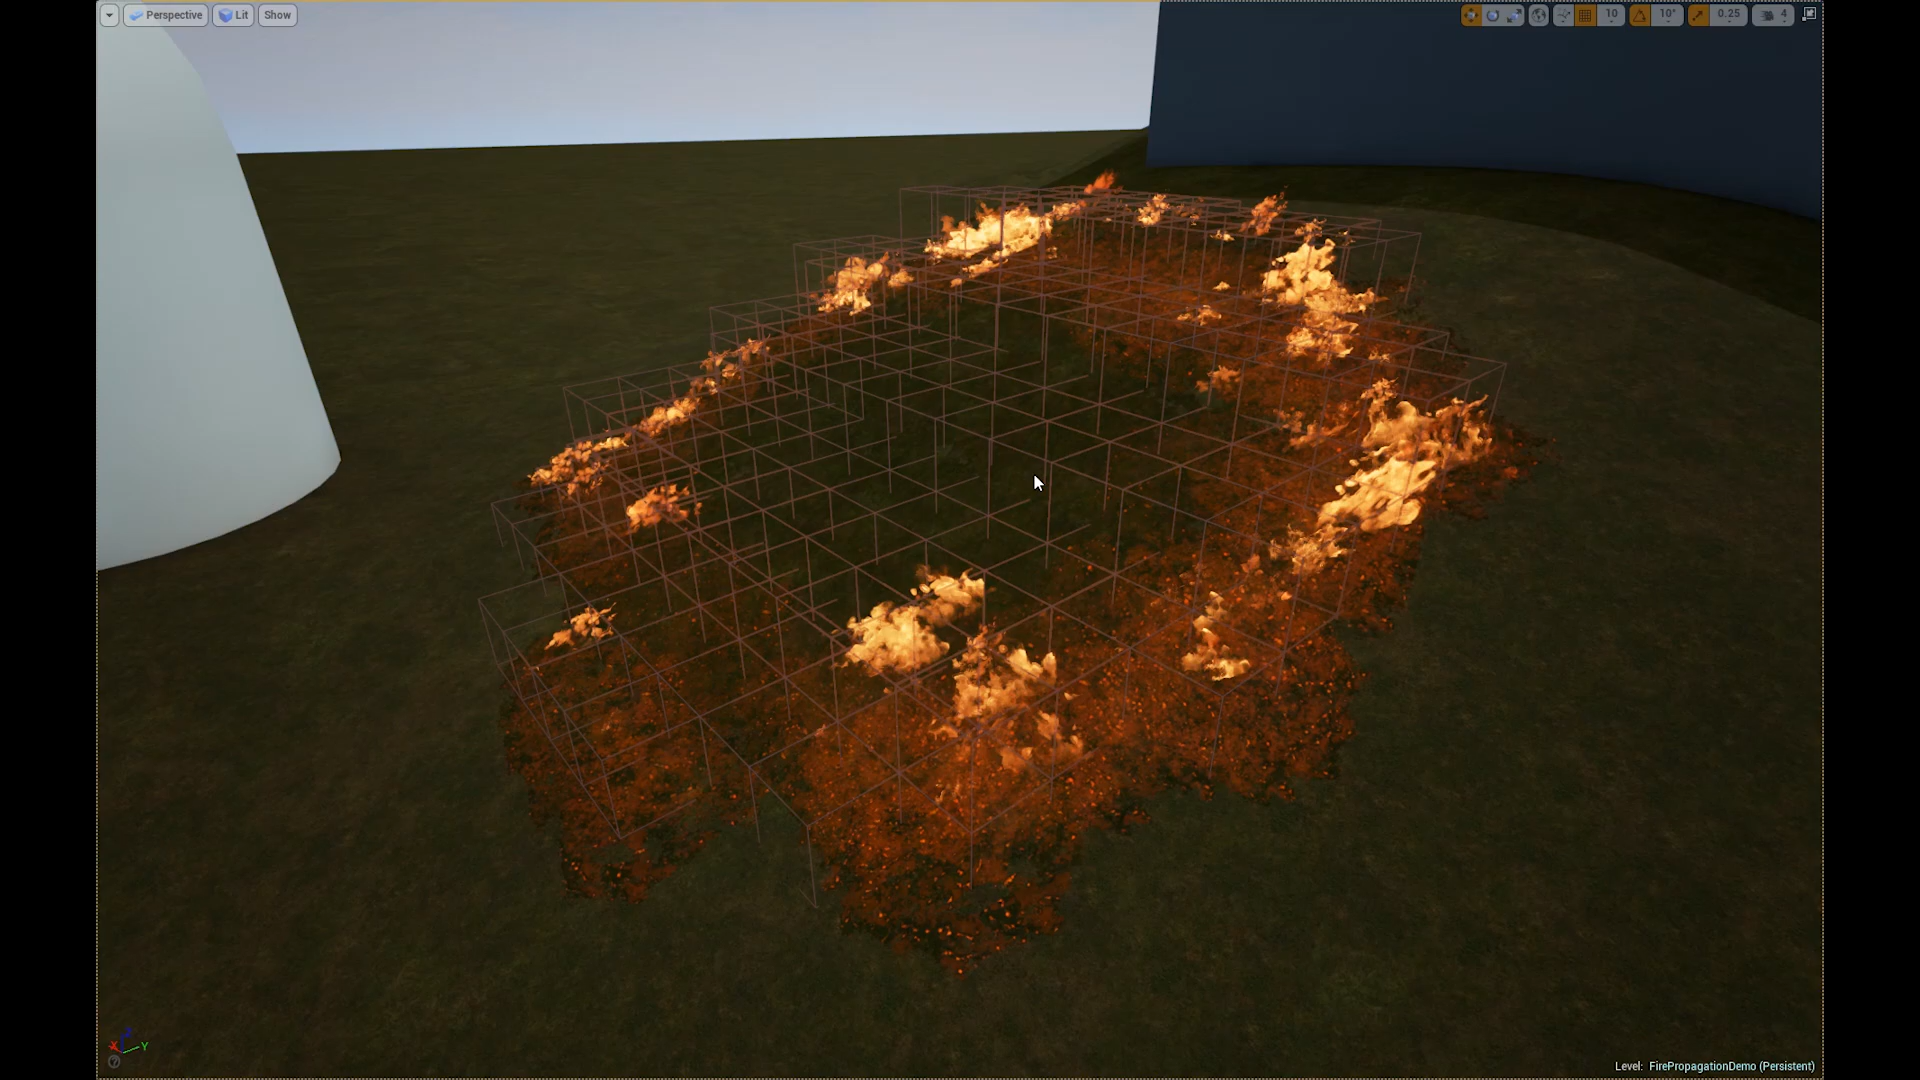 Perspective Lit Show 10 10° 0.25 4
X Y Z
Level: FirePropagationDemo (Persistent)